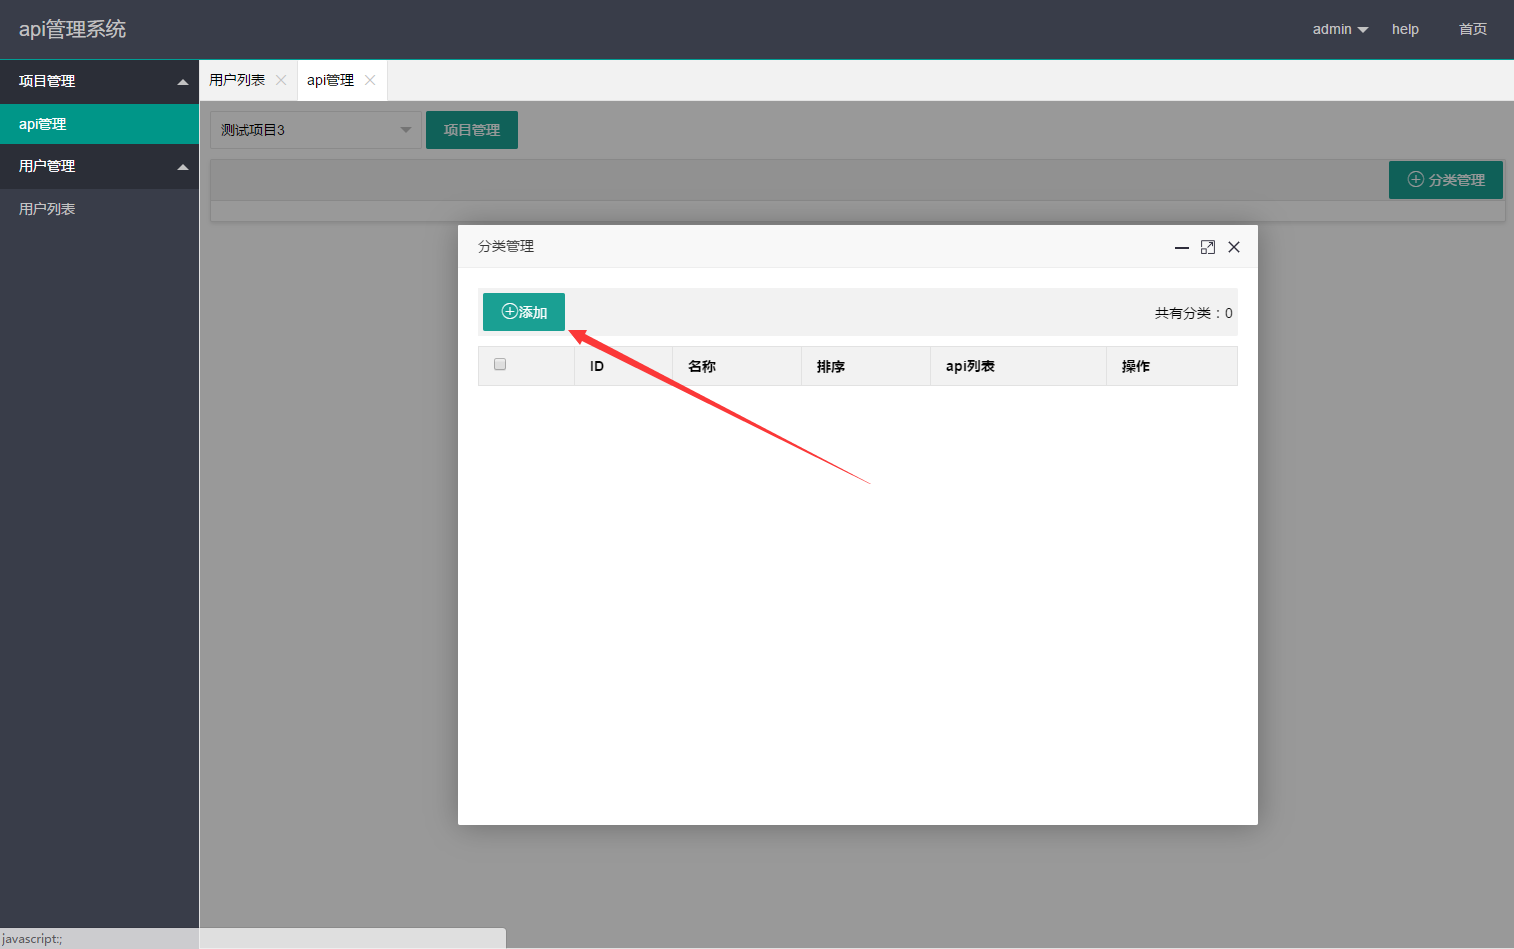 api管理系统
admin help 首页
项目管理
api管理
用户管理
用户列表
用户列表 api管理
测试项目3 项目管理
分类管理
分类管理
添加 共有分类：0
ID 名称 排序 api列表 操作
javascript:;